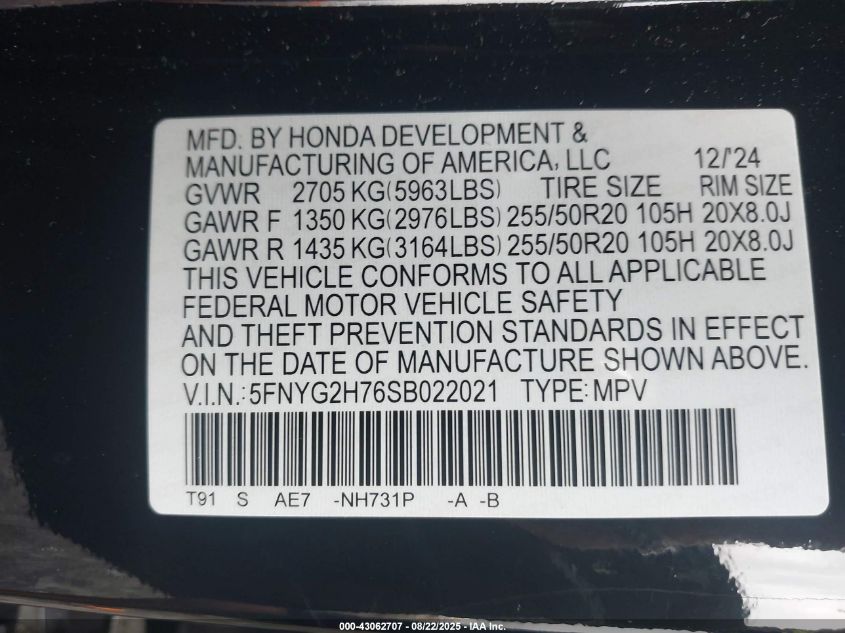 MFD. BY HONDA DEVELOPMENT &
MANUFACTURING OF AMERICA, LLC 12/'24
GVWR 2705 KG(5963LBS) TIRE SIZE RIM SIZE
GAWR F 1350 KG(2976LBS) 255/50R20 105H 20X8.0J
GAWR R 1435 KG(3164LBS) 255/50R20 105H 20X8.0J
THIS VEHICLE CONFORMS TO ALL APPLICABLE
FEDERAL MOTOR VEHICLE SAFETY
AND THEFT PREVENTION STANDARDS IN EFFECT
ON THE DATE OF MANUFACTURE SHOWN ABOVE.
V.I.N.:5FNYG2H76SB022021 TYPE:MPV
T91 S AE7 -NH731P -A -B
000-43062707 - 08/22/2025 - IAA Inc.